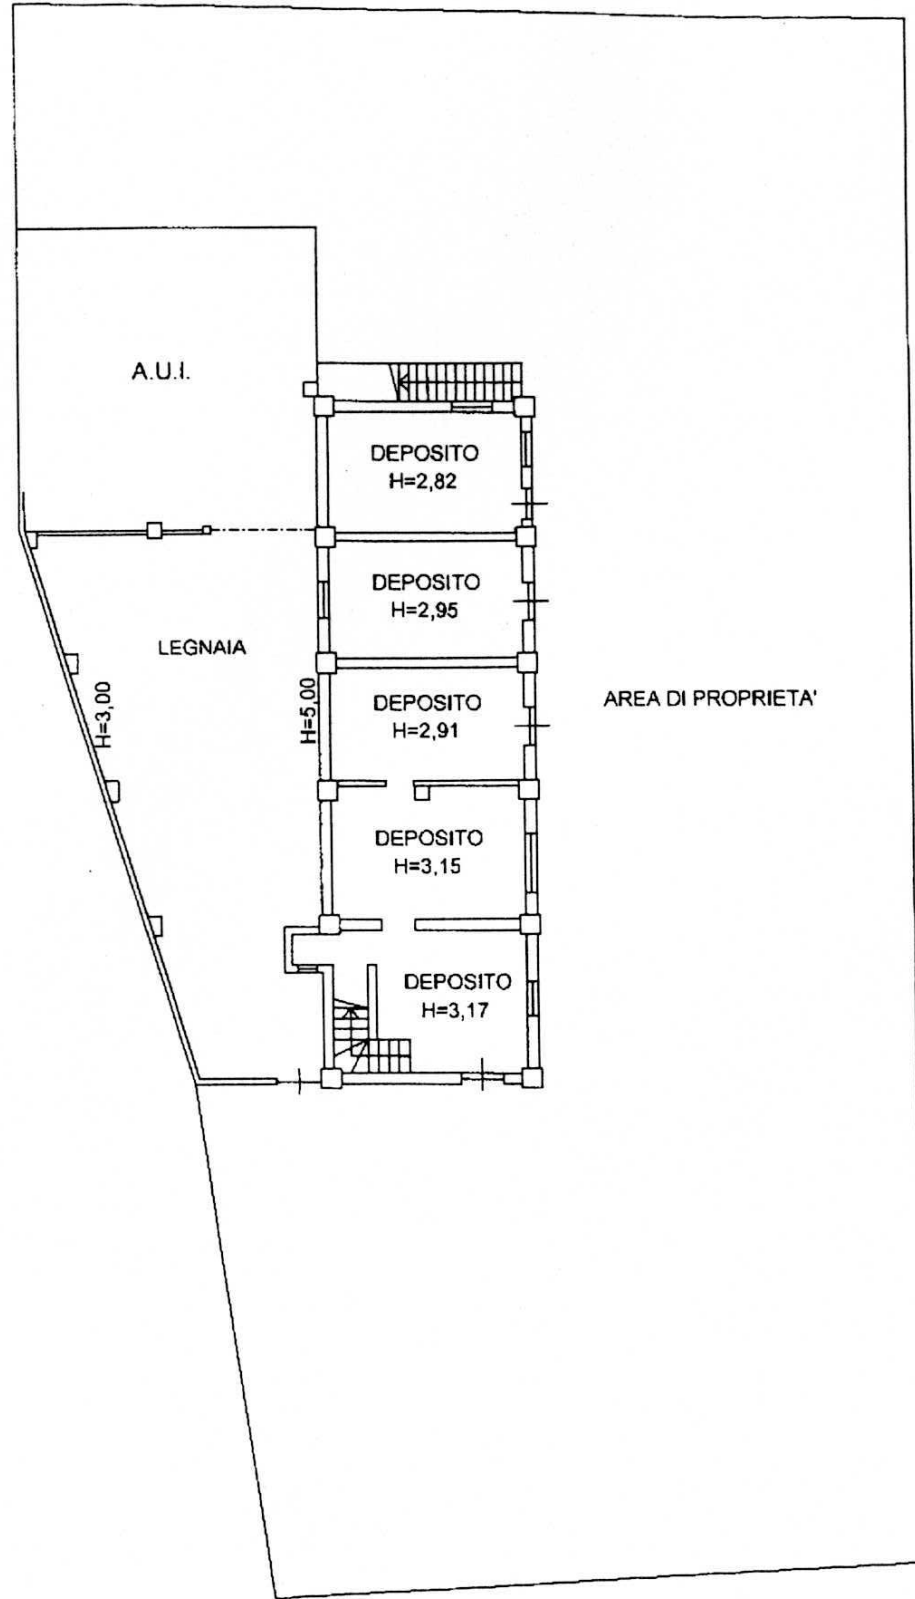 A.U.I.
DEPOSITO
H=2,82
DEPOSITO
H=2,95
LEGNAIA
H=3,00
H=5,00
DEPOSITO
H=2,91
AREA DI PROPRIETA'
DEPOSITO
H=3,15
DEPOSITO
H=3,17